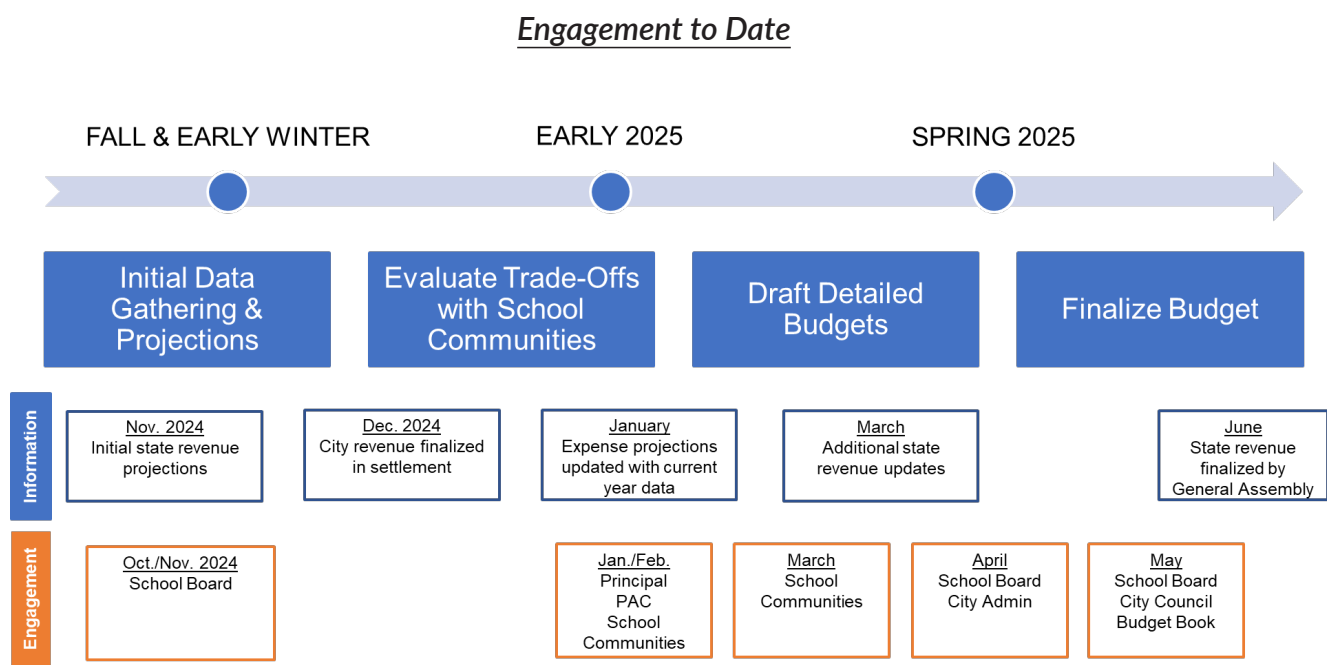 Engagement to Date
FALL & EARLY WINTER
EARLY 2025
SPRING 2025
Initial Data
Gathering &
Projections
Evaluate Trade-Offs
with School
Communities
Draft Detailed
Budgets
Finalize Budget
Information
Nov. 2024
Initial state revenue
projections
Dec. 2024
City revenue finalized
in settlement
January
Expense projections
updated with current
year data
March
Additional state
revenue updates
June
State revenue
finalized by
General Assembly
Engagement
Oct./Nov. 2024
School Board
Jan./Feb.
Principal
PAC
School
Communities
March
School
Communities
April
School Board
City Admin
May
School Board
City Council
Budget Book